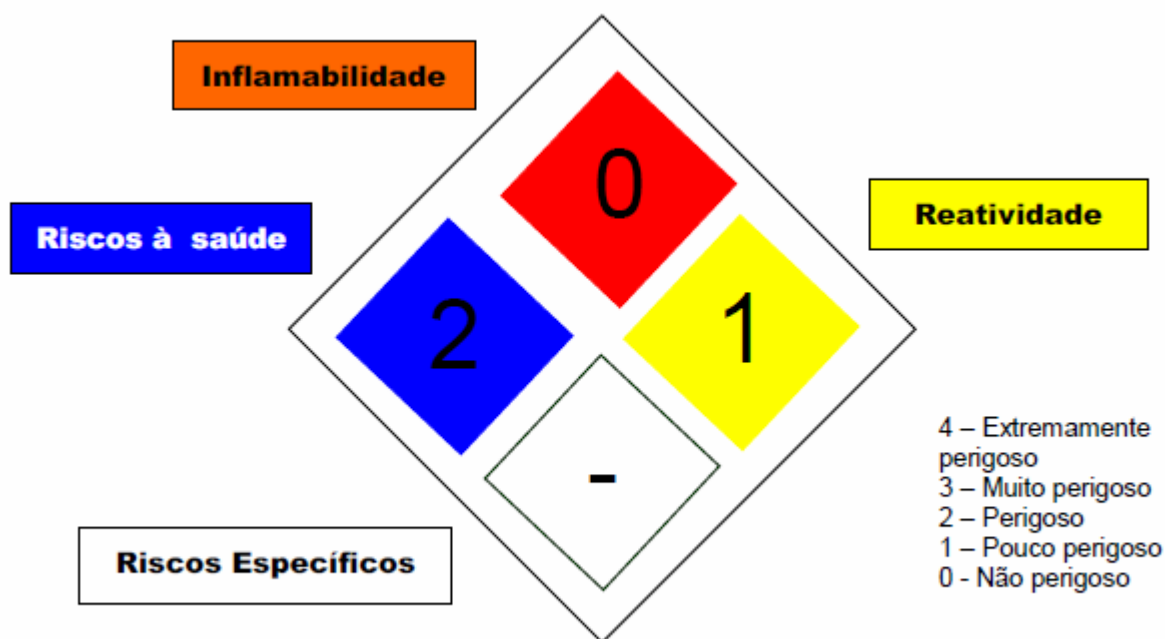 Inflamabilidade
0
Riscos à saúde
Reatividade
2
1
-
4 – Extremamente
perigoso
3 – Muito perigoso
2 – Perigoso
1 – Pouco perigoso
0 - Não perigoso
Riscos Específicos